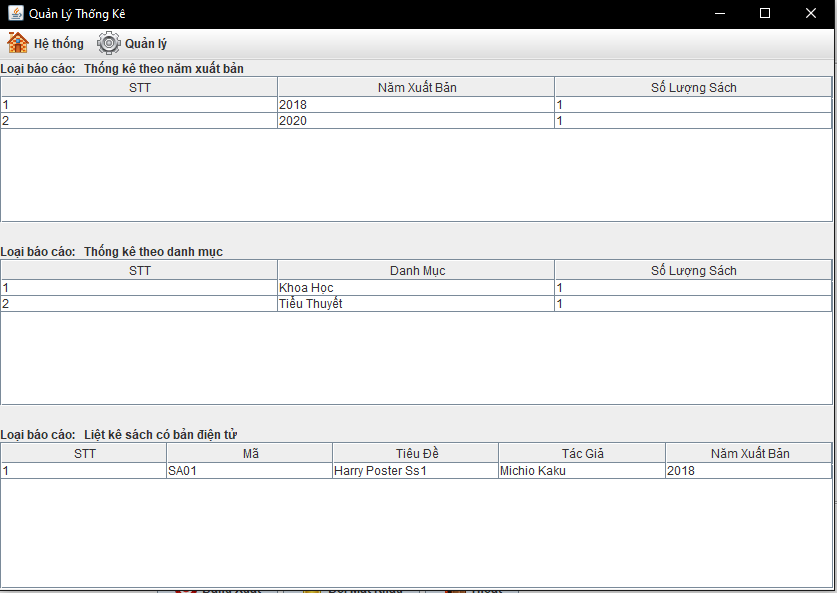 Quản Lý Thống Kê
Hệ thống Quản lý
Loại báo cáo: Thống kê theo năm xuất bản
STT Năm Xuất Bản Số Lượng Sách
1 2018 1
2 2020 1
Loại báo cáo: Thống kê theo danh mục
STT Danh Mục Số Lượng Sách
1 Khoa Học 1
2 Tiểu Thuyết 1
Loại báo cáo: Liệt kê sách có bản điện tử
STT Mã Tiêu Đề Tác Giả Năm Xuất Bản
1 SA01 Harry Poster Ss1 Michio Kaku 2018